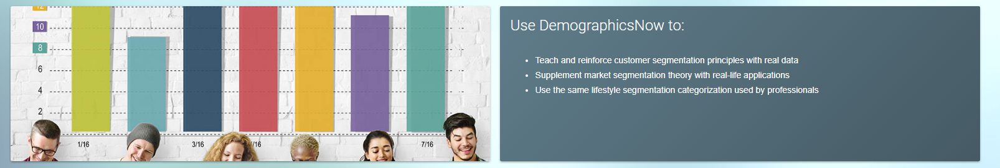 12
10
8
6
4
2
1/16
3/16
/16
7/16
Use DemographicsNow to:
Teach and reinforce customer segmentation principles with real data
Supplement market segmentation theory with real-life applications
Use the same lifestyle segmentation categorization used by professionals